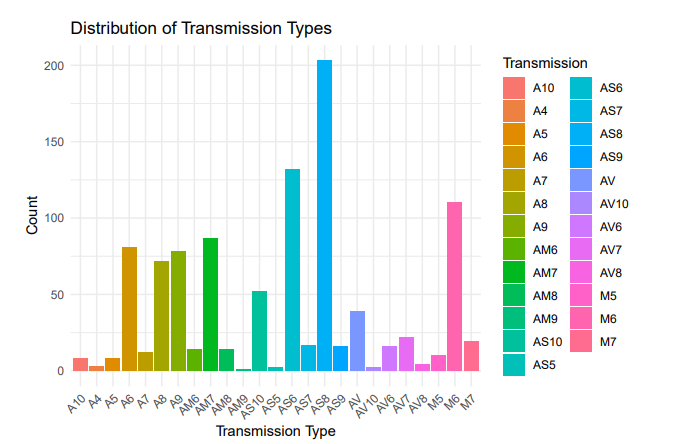 Distribution of Transmission Types
Count
200
150
100
50
0
A10 A4 A5 A6 A7 A8 A9 AM6 AM7 AM8 AM9 AS10 AS5 AS6 AS7 AS8 AS9 AV AV10 AV6 AV7 AV8 M5 M6 M7
Transmission Type
Transmission
A10 AS6
A4 AS7
A5 AS8
A6 AS9
A7 AV
A8 AV10
A9 AV6
AM6 AV7
AM7 AV8
AM8 M5
AM9 M6
AS10 M7
AS5